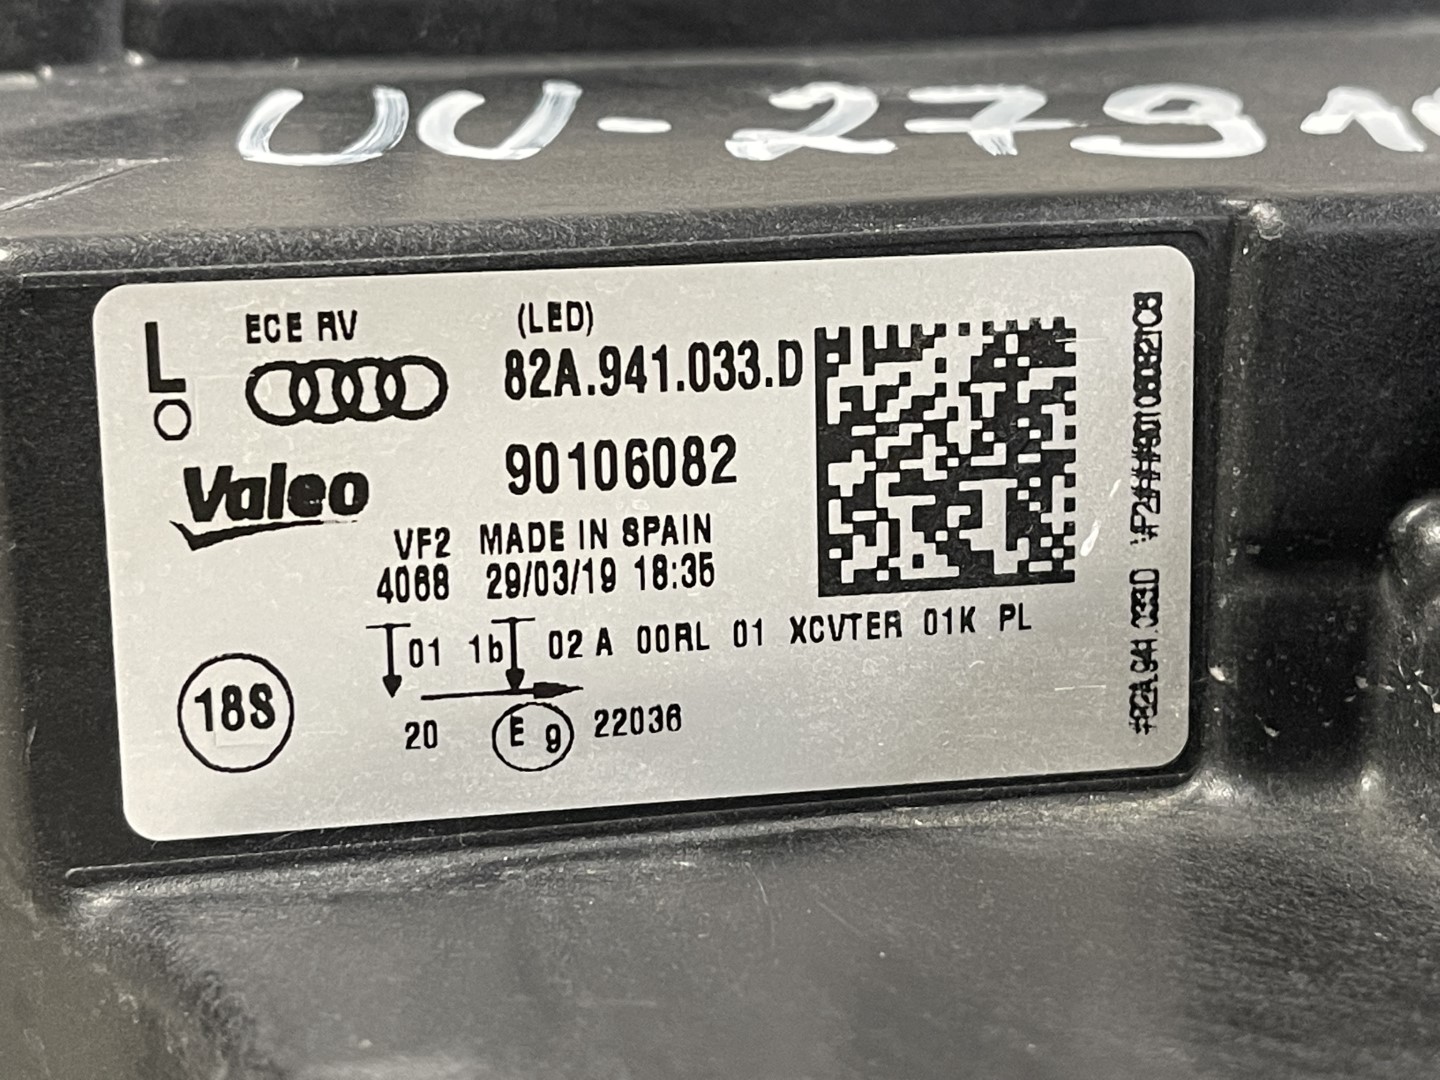 UU-279
L
ECE RV
(LED)
82A.941.033.D
90106082
Valeo
VF2 MADE IN SPAIN
4068 29/03/19 18:35
01 1b 02 A 00RL 01 XCVTER 01K PL
18S
20 E 9 22036